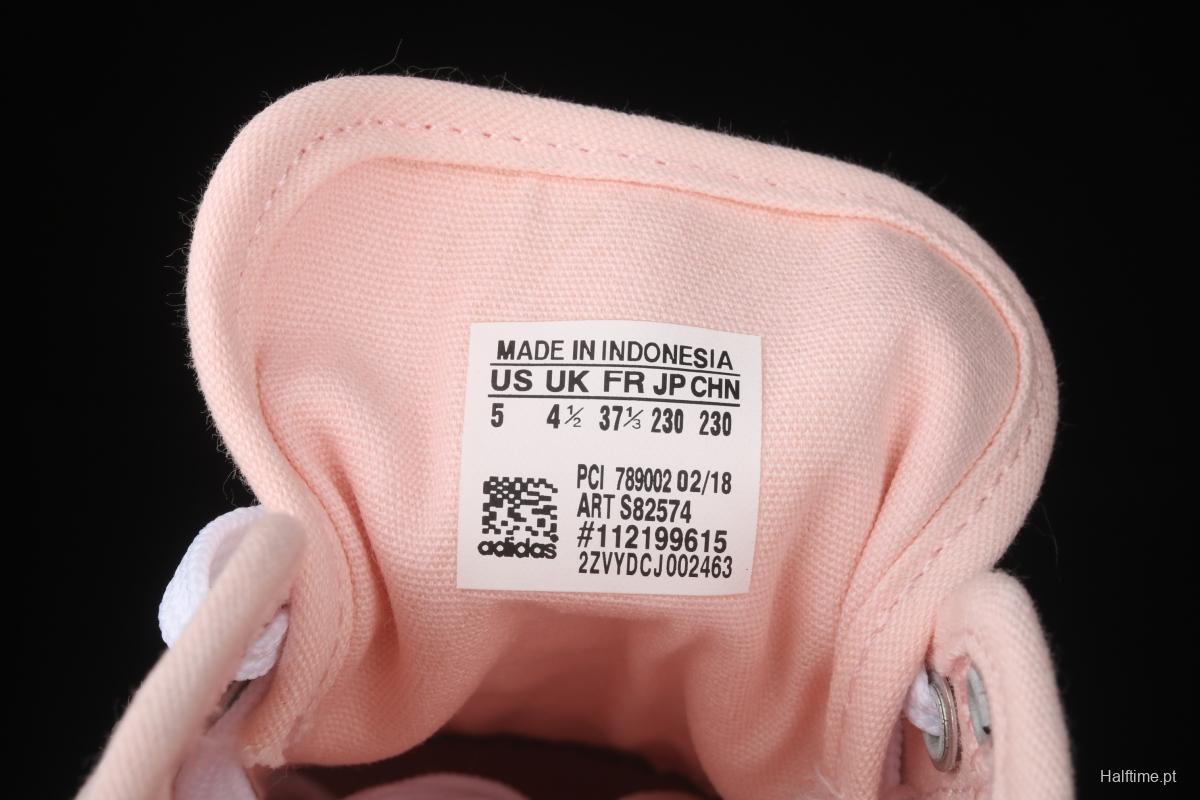 MADE IN INDONESIA
US UK FR JP CHN
5 4½ 37⅓ 230 230
PCI 789002 02/18
ART S82574
#112199615
2ZVYDCJ002463
adidas
Halftime.pt